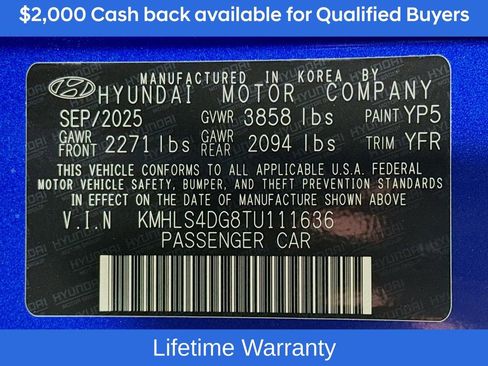 $2,000 Cash back available for Qualified Buyers
MANUFACTURED IN KOREA BY
HYUNDAI MOTOR COMPANY
SEP/2025 GVWR 3858 lbs PAINT YP5
GAWR FRONT 2271 lbs GAWR REAR 2094 lbs TRIM YFR
THIS VEHICLE CONFORMS TO ALL APPLICABLE U.S.A. FEDERAL
MOTOR VEHICLE SAFETY, BUMPER, AND THEFT PREVENTION STANDARDS
IN EFFECT ON THE DATE OF MANUFACTURE SHOWN ABOVE.
V.I.N KMHLS4DG8TU111636
PASSENGER CAR
Lifetime Warranty